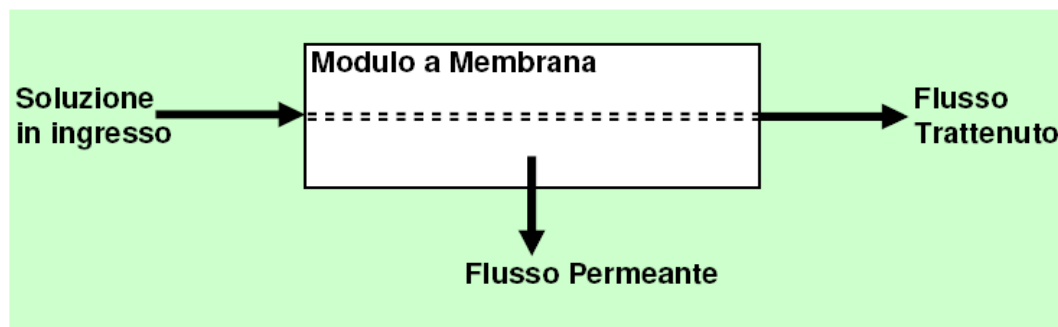 Modulo a Membrana
Soluzione
in ingresso
Flusso
Trattenuto
Flusso Permeante